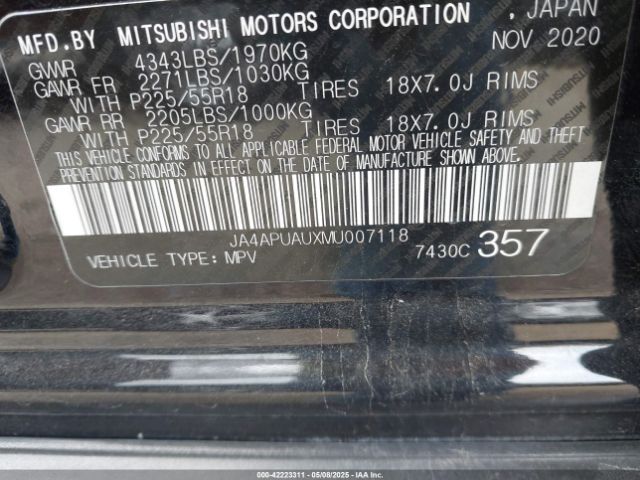 MFD.BY MITSUBISHI MOTORS CORPORATION, JAPAN
NOV 2020
GVWR 4343LBS/1970KG
GAWR FR 2271LBS/1030KG
WITH P225/55R18 TIRES 18X7.0J RIMS
GAWR RR 2205LBS/1000KG
WITH P225/55R18 TIRES 18X7.0J RIMS
THIS VEHICLE CONFORMS TO ALL APPLICABLE FEDERAL MOTOR VEHICLE SAFETY AND THEFT
PREVENTION STANDARDS IN EFFECT ON THE DATE OF MANUFACTURE SHOWN ABOVE.
JA4APUAUXMU007118
VEHICLE TYPE: MPV 7430C 357
000-42223311 - 05/08/2025 - IAAI.COM